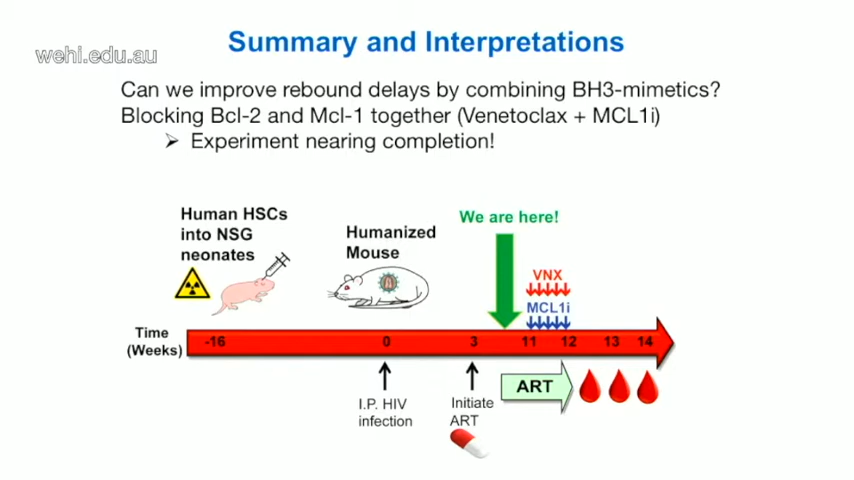 Summary and Interpretations
wehi.edu.au
Can we improve rebound delays by combining BH3-mimetics?
Blocking Bcl-2 and Mcl-1 together (Venetoclax + MCL1i)
➢ Experiment nearing completion!
Human HSCs
into NSG
neonates
Humanized
Mouse
We are here!
VNX
MCL1i
Time
(Weeks)
-16 0 3 11 12 13 14
I.P. HIV
infection
Initiate
ART
ART